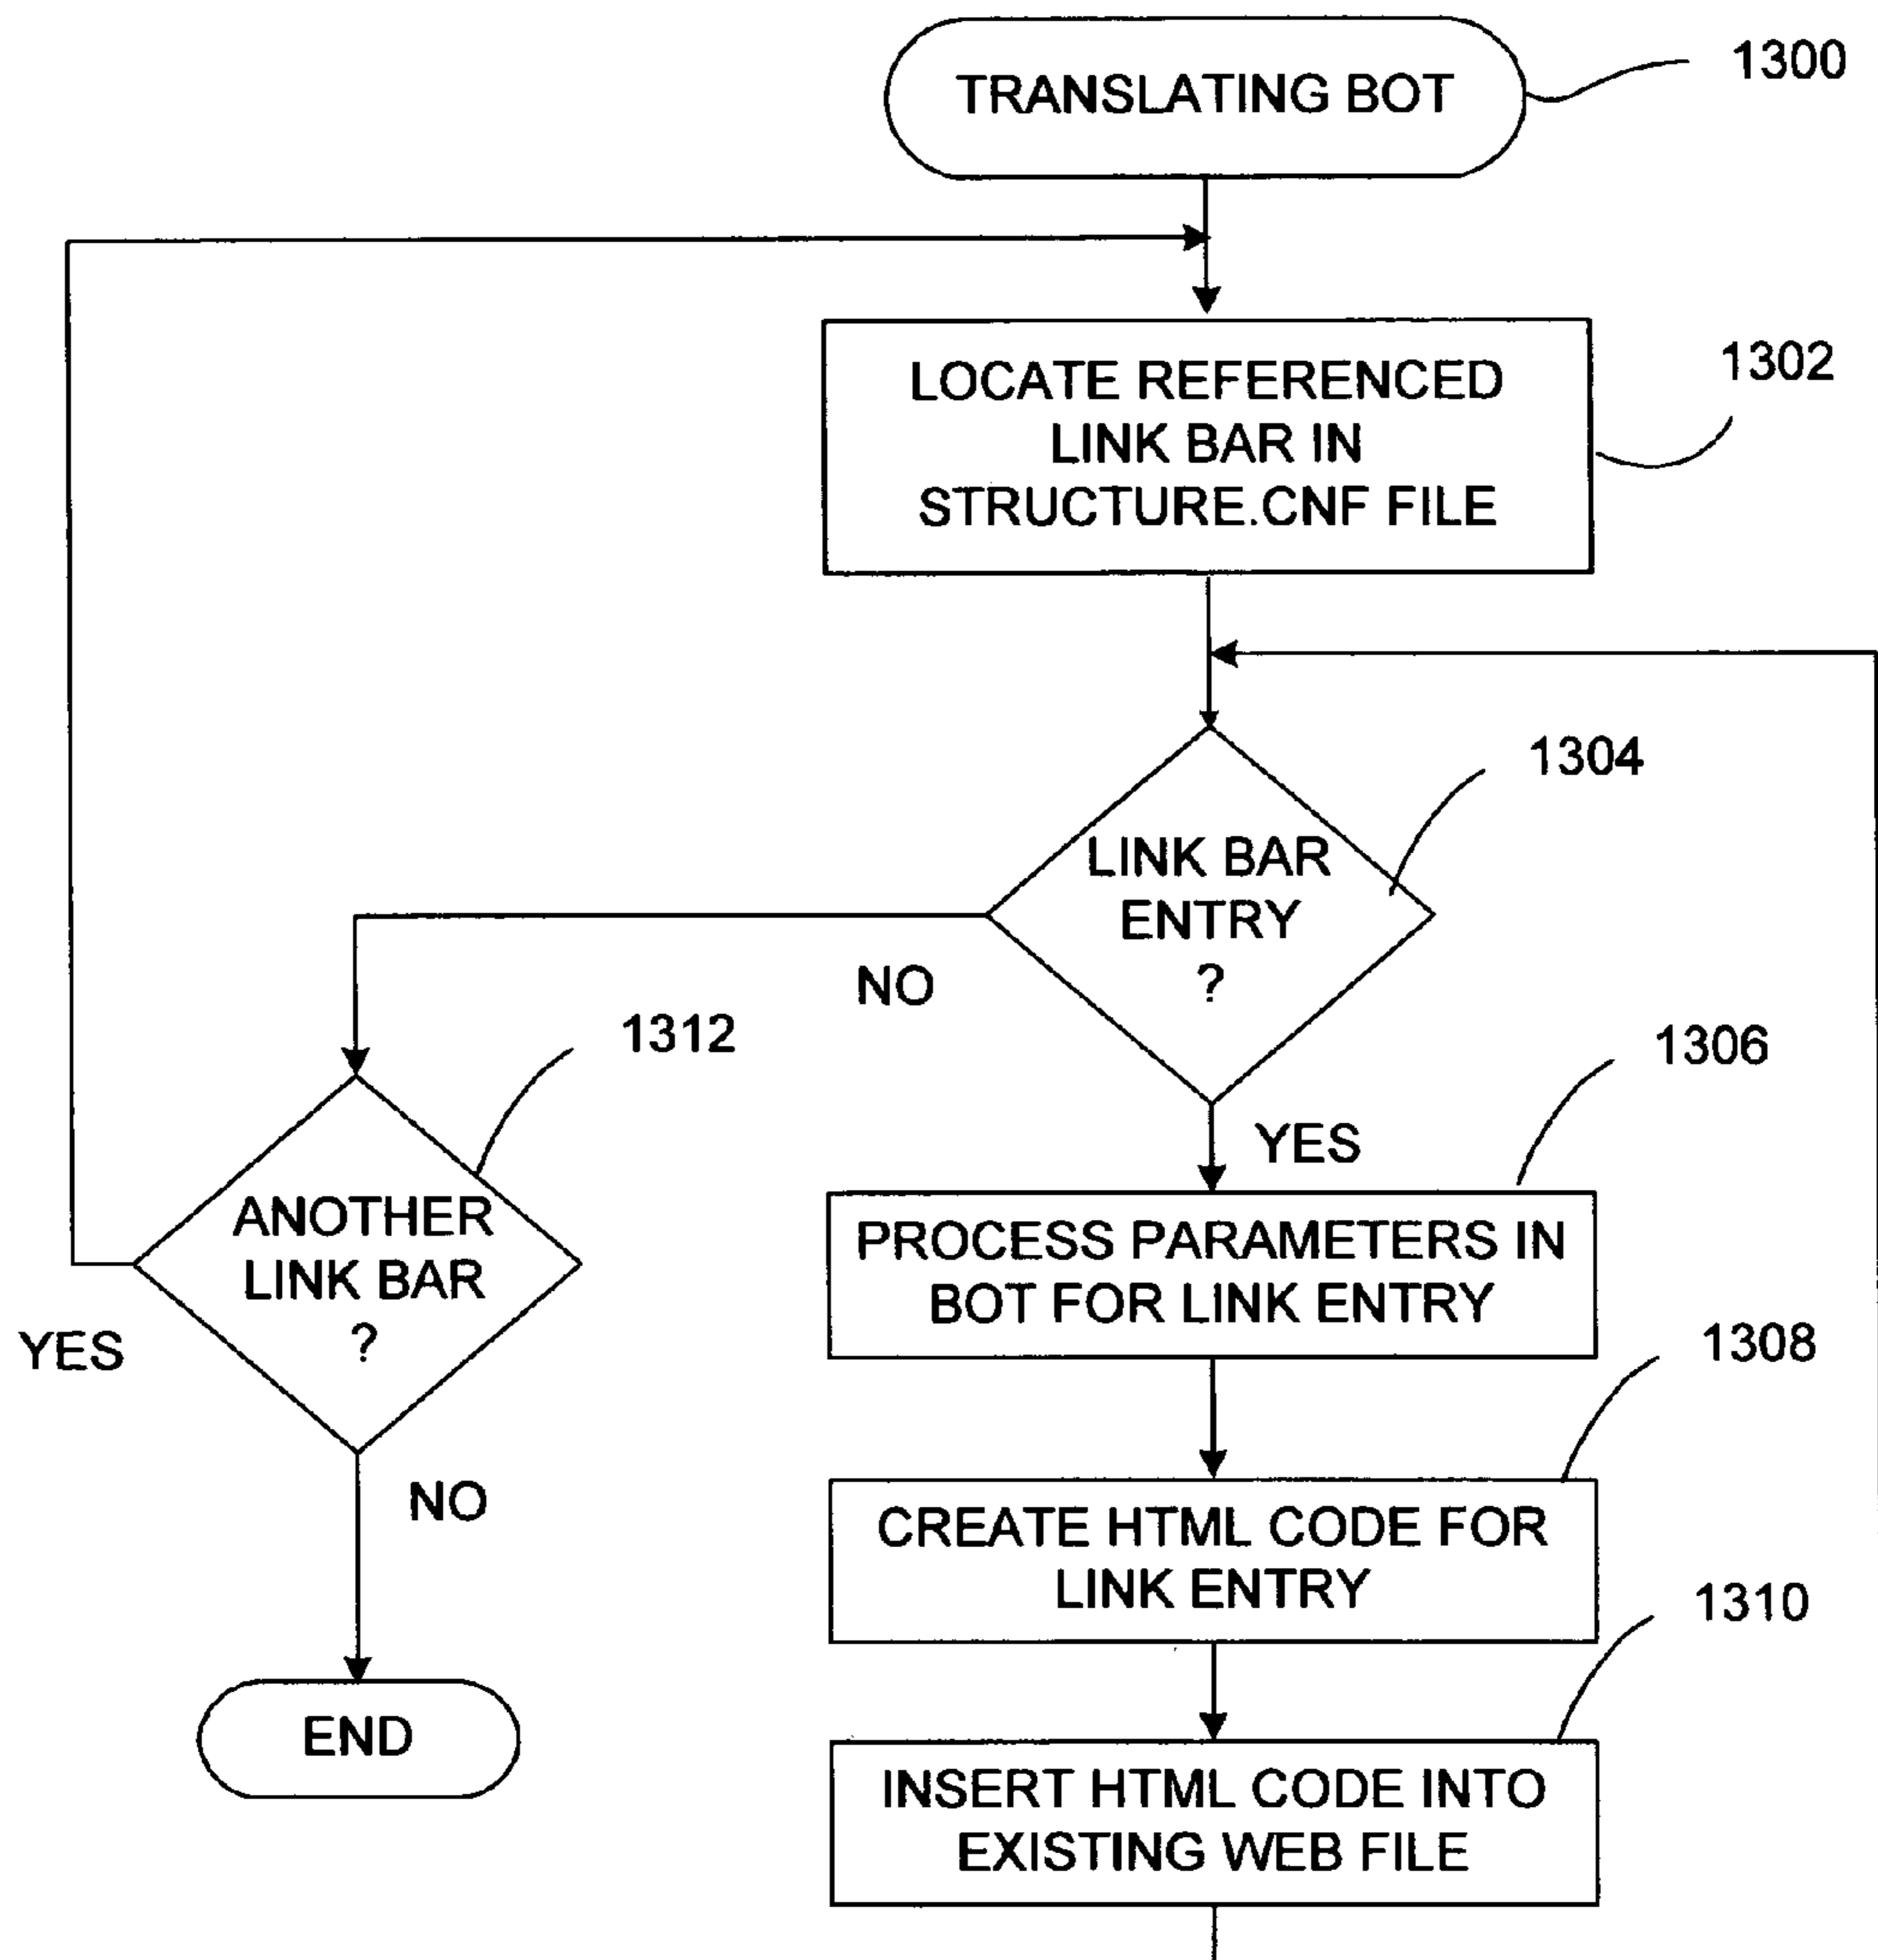 TRANSLATING BOT
1300
LOCATE REFERENCED
LINK BAR IN
STRUCTURE.CNF FILE
1302
LINK BAR
ENTRY
?
1304
NO
YES
1312
ANOTHER
LINK BAR
?
YES
NO
END
1306
PROCESS PARAMETERS IN
BOT FOR LINK ENTRY
1308
CREATE HTML CODE FOR
LINK ENTRY
1310
INSERT HTML CODE INTO
EXISTING WEB FILE